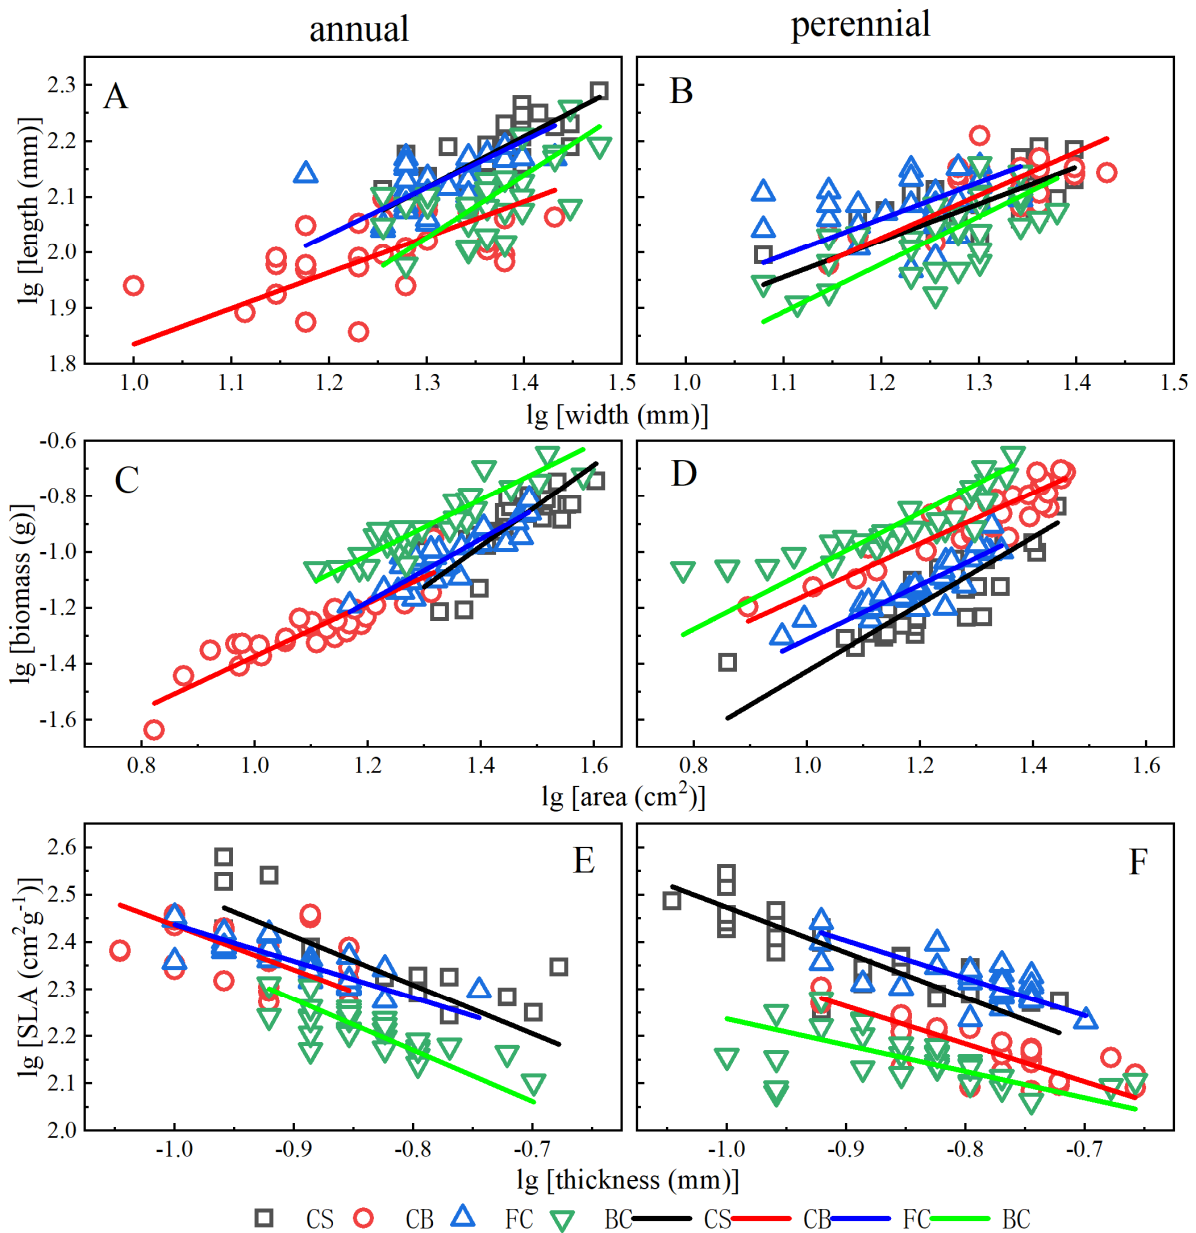 annual perennial
A B
2.3
2.2
2.1
2.0
1.9
1.8
lg [length (mm)]
1.0 1.1 1.2 1.3 1.4 1.5 1.0 1.1 1.2 1.3 1.4 1.5
lg [width (mm)]
C D
-0.6
-0.8
-1.0
-1.2
-1.4
-1.6
lg [biomass (g)]
0.8 1.0 1.2 1.4 1.6 0.8 1.0 1.2 1.4 1.6
lg [area (cm²)]
E F
2.6
2.5
2.4
2.3
2.2
2.1
2.0
lg [SLA (cm²g⁻¹)]
-1.0 -0.9 -0.8 -0.7 -1.0 -0.9 -0.8 -0.7
lg [thickness (mm)]
CS CB FC BC CS CB FC BC